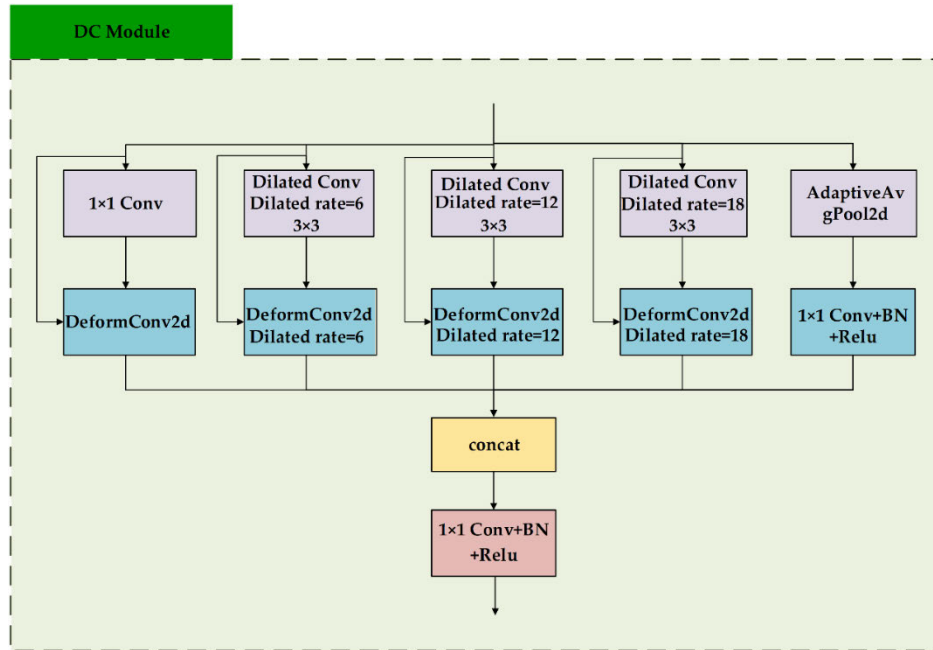 DC Module
1×1 Conv
Dilated Conv
Dilated rate=6
3×3
Dilated Conv
Dilated rate=12
3×3
Dilated Conv
Dilated rate=18
3×3
AdaptiveAv
gPool2d
DeformConv2d
DeformConv2d
Dilated rate=6
DeformConv2d
Dilated rate=12
DeformConv2d
Dilated rate=18
1×1 Conv+BN
+Relu
concat
1×1 Conv+BN
+Relu